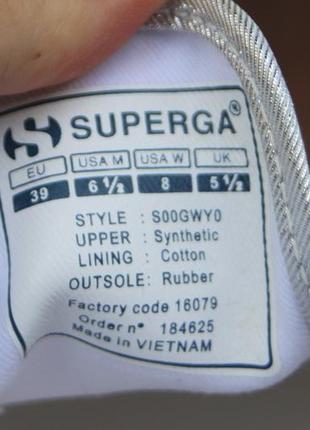 SUPERGA®
EU USA M USA W UK
39 6 ½ 8 5 ½
STYLE : S00GWY0
UPPER : Synthetic
LINING : Cotton
OUTSOLE: Rubber
Factory code 16079
Order n° 184625
Made in VIETNAM